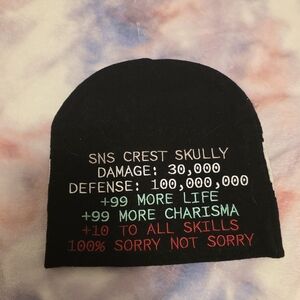 SNS CREST SKULLY
DAMAGE: 30,000
DEFENSE: 100,000,000
+99 MORE LIFE
+99 MORE CHARISMA
+10 TO ALL SKILLS
100% SORRY NOT SORRY